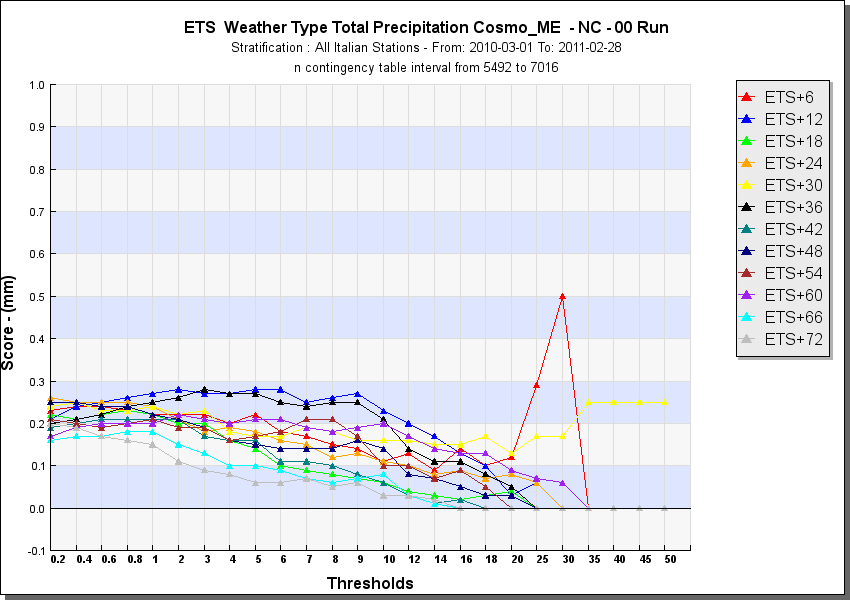 ETS Weather Type Total Precipitation Cosmo_ME - NC - 00 Run
Stratification : All Italian Stations - From: 2010-03-01 To: 2011-02-28
n contingency table interval from 5492 to 7016
1.0
0.9
0.8
0.7
0.6
0.5
0.4
0.3
0.2
0.1
0.0
-0.1
Score - (mm)
0.2 0.4 0.6 0.8 1 2 3 4 5 6 7 8 9 10 12 14 16 18 20 25 30 35 40 45 50
Thresholds
ETS+6
ETS+12
ETS+18
ETS+24
ETS+30
ETS+36
ETS+42
ETS+48
ETS+54
ETS+60
ETS+66
ETS+72